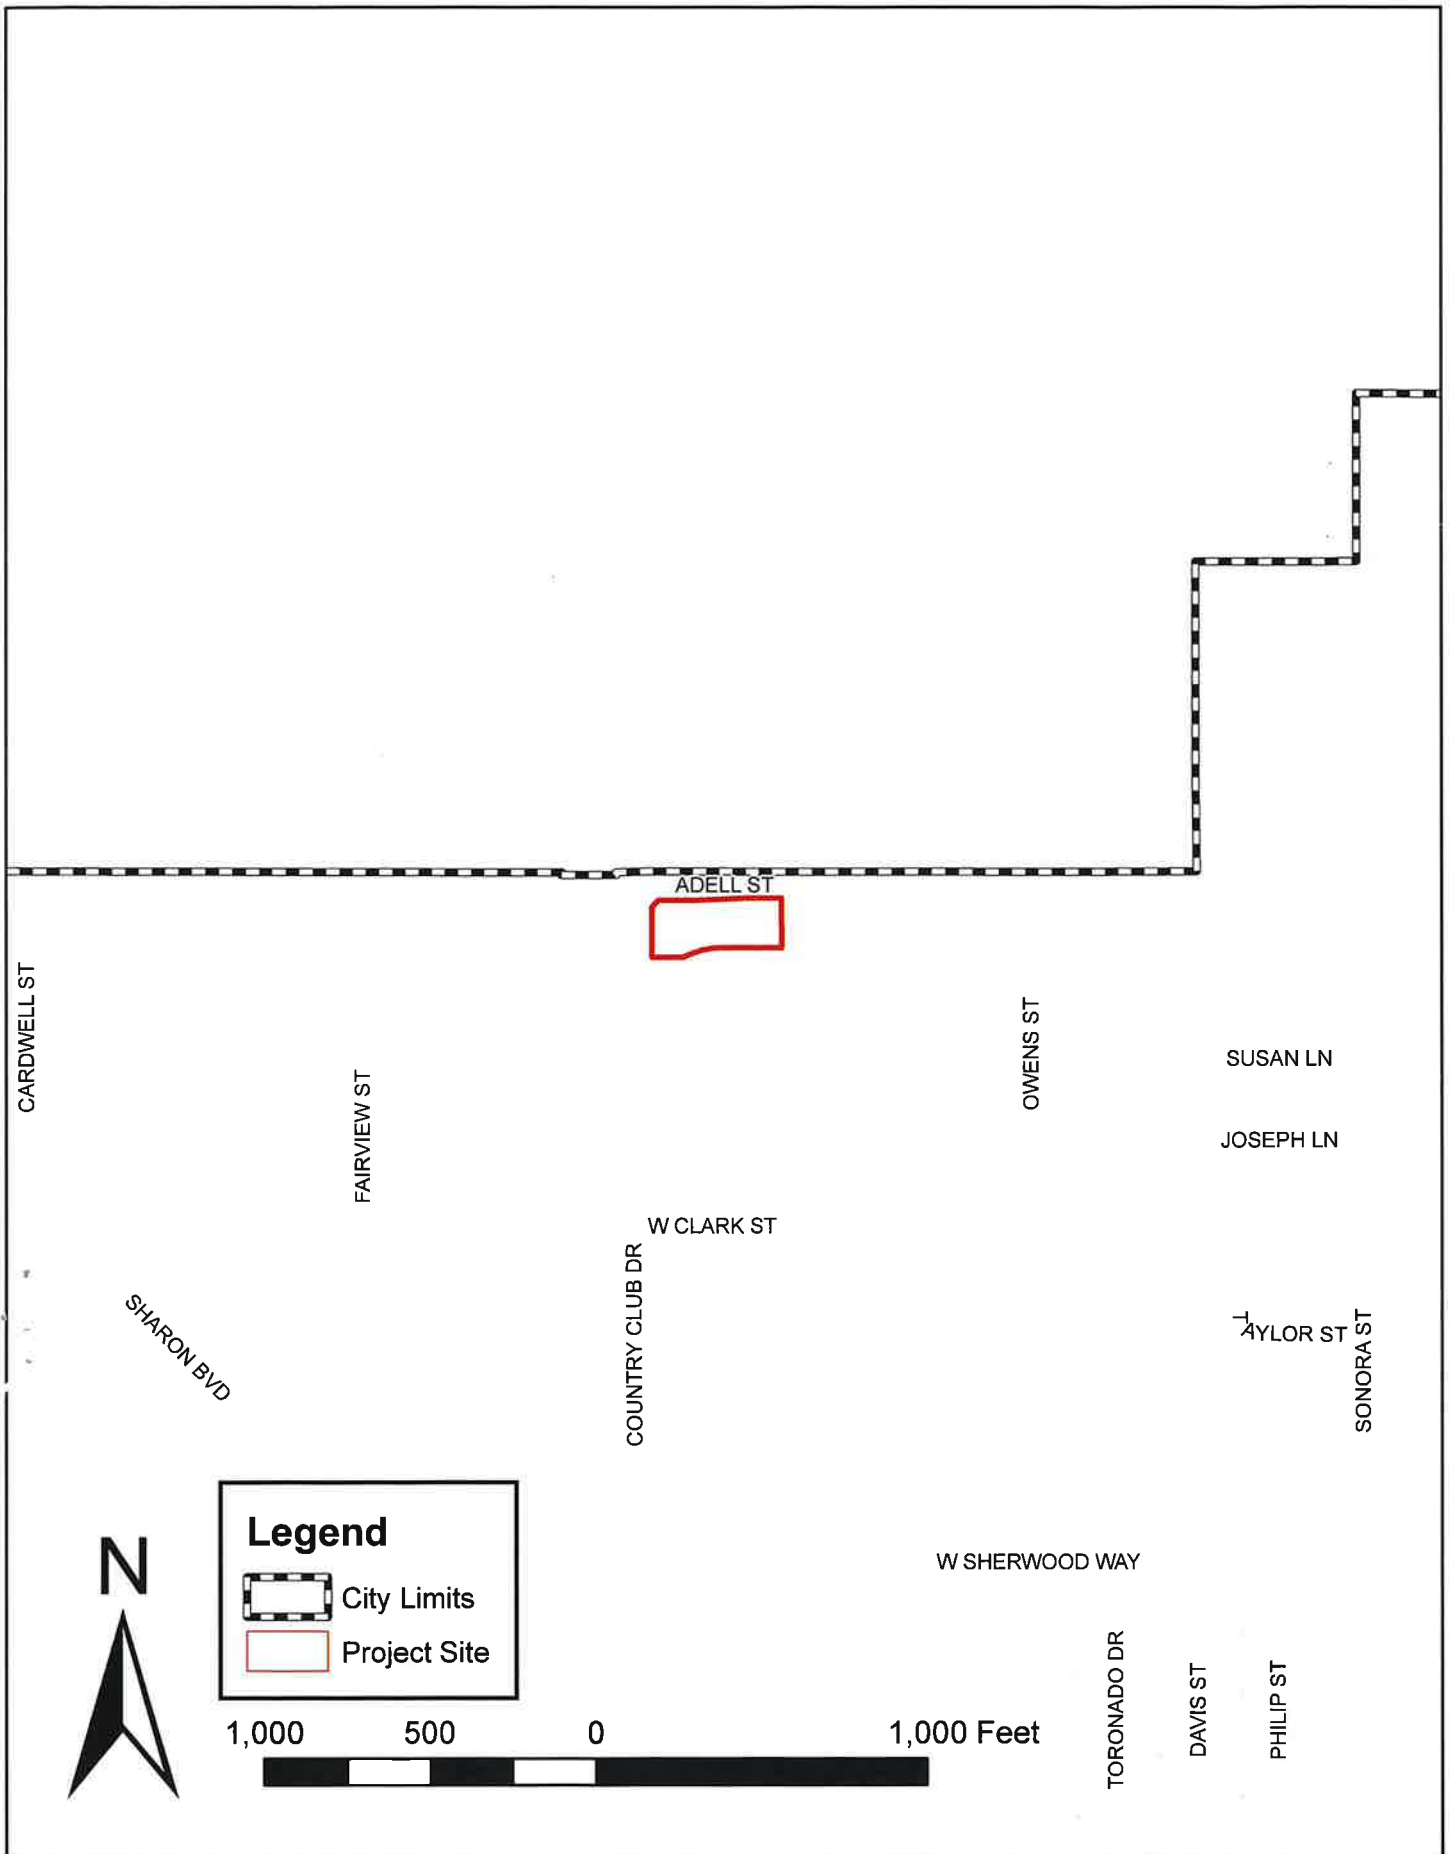 ADELL ST
CARDWELL ST
FAIRVIEW ST
OWENS ST
SUSAN LN
JOSEPH LN
W CLARK ST
COUNTRY CLUB DR
SHARON BVD
TAYLOR ST
SONORA ST
Legend
City Limits
Project Site
N
W SHERWOOD WAY
TORONADO DR
DAVIS ST
PHILIP ST
1,000 500 0 1,000 Feet